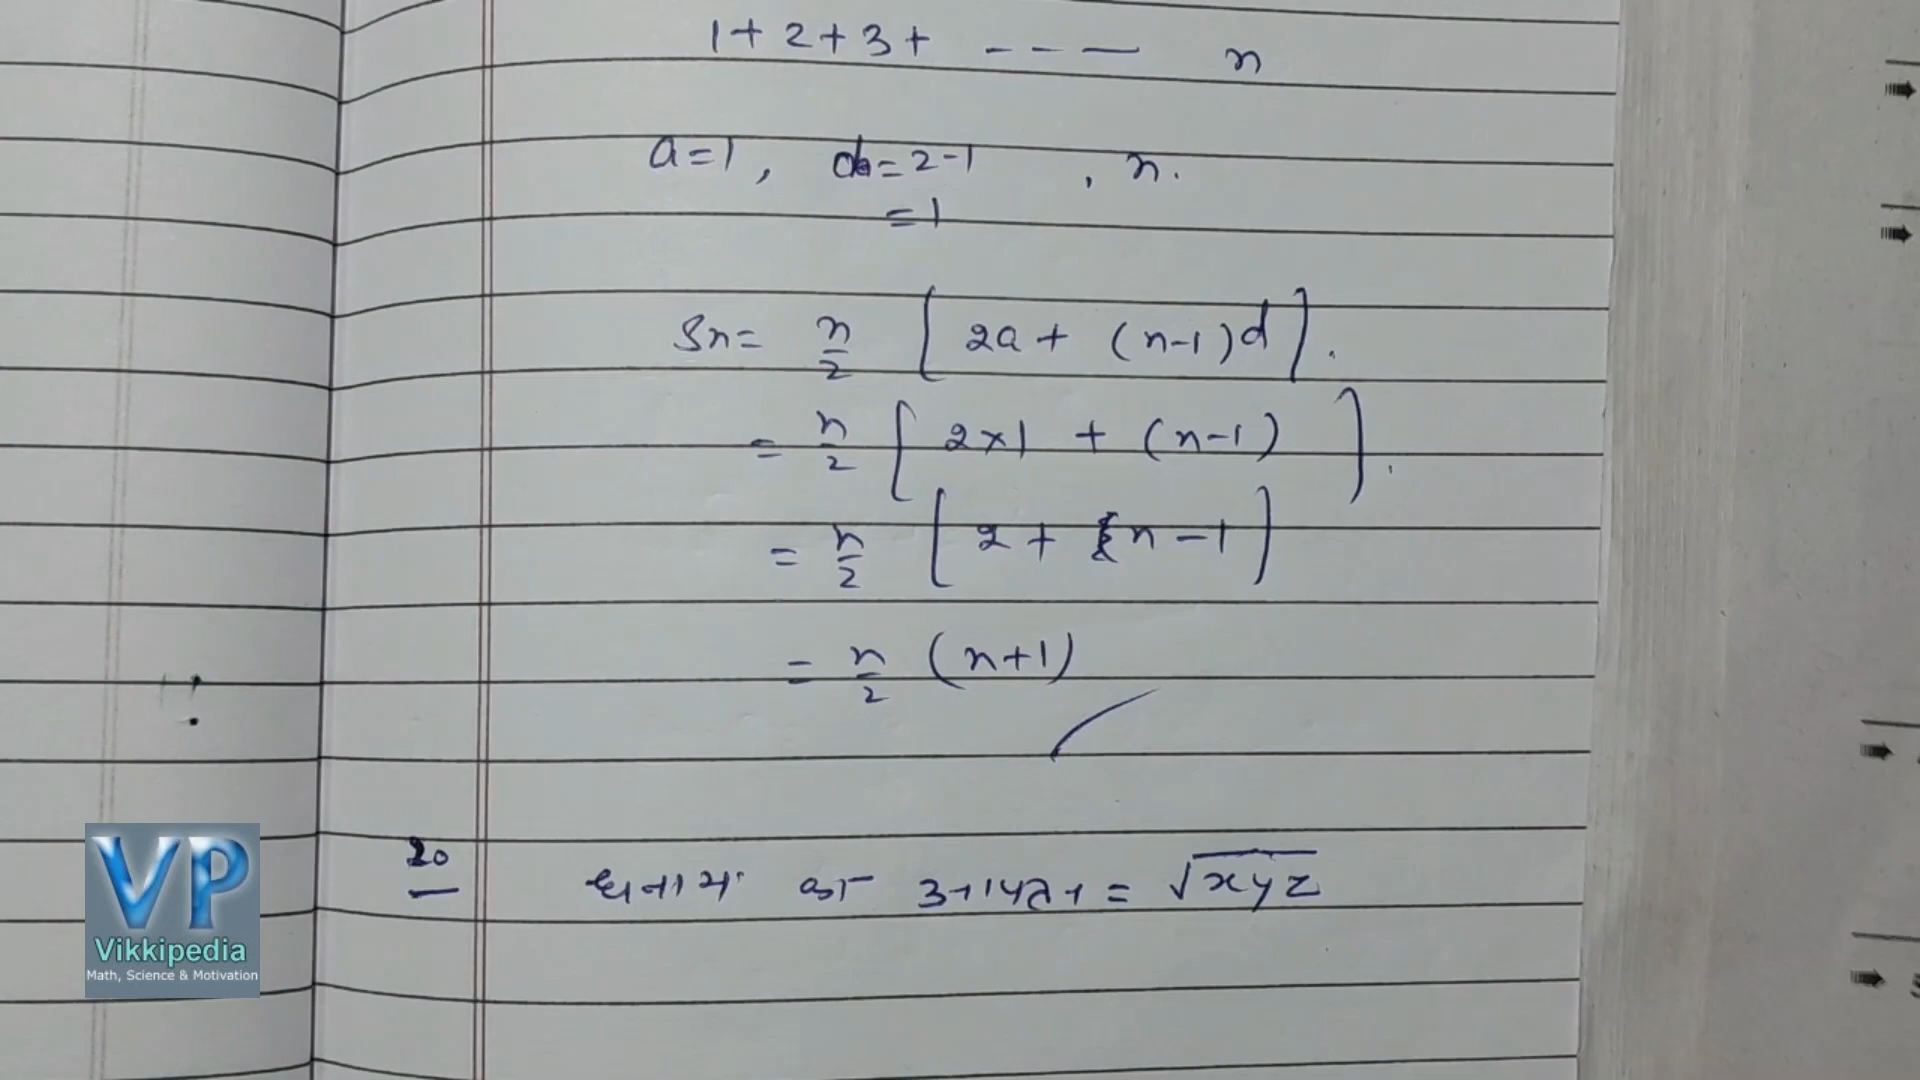 1+2+3+ - - — n
a=1, d=2-1 , n.
=1
Sn= n/2 [2a+ (n-1)d].
= n/2 [2×1 + (n-1)].
= n/2 [2+ n-1]
= n/2 (n+1)
20 घनाभ का आयतन = √xyz
VP
Vikkipedia
Math, Science & Motivation